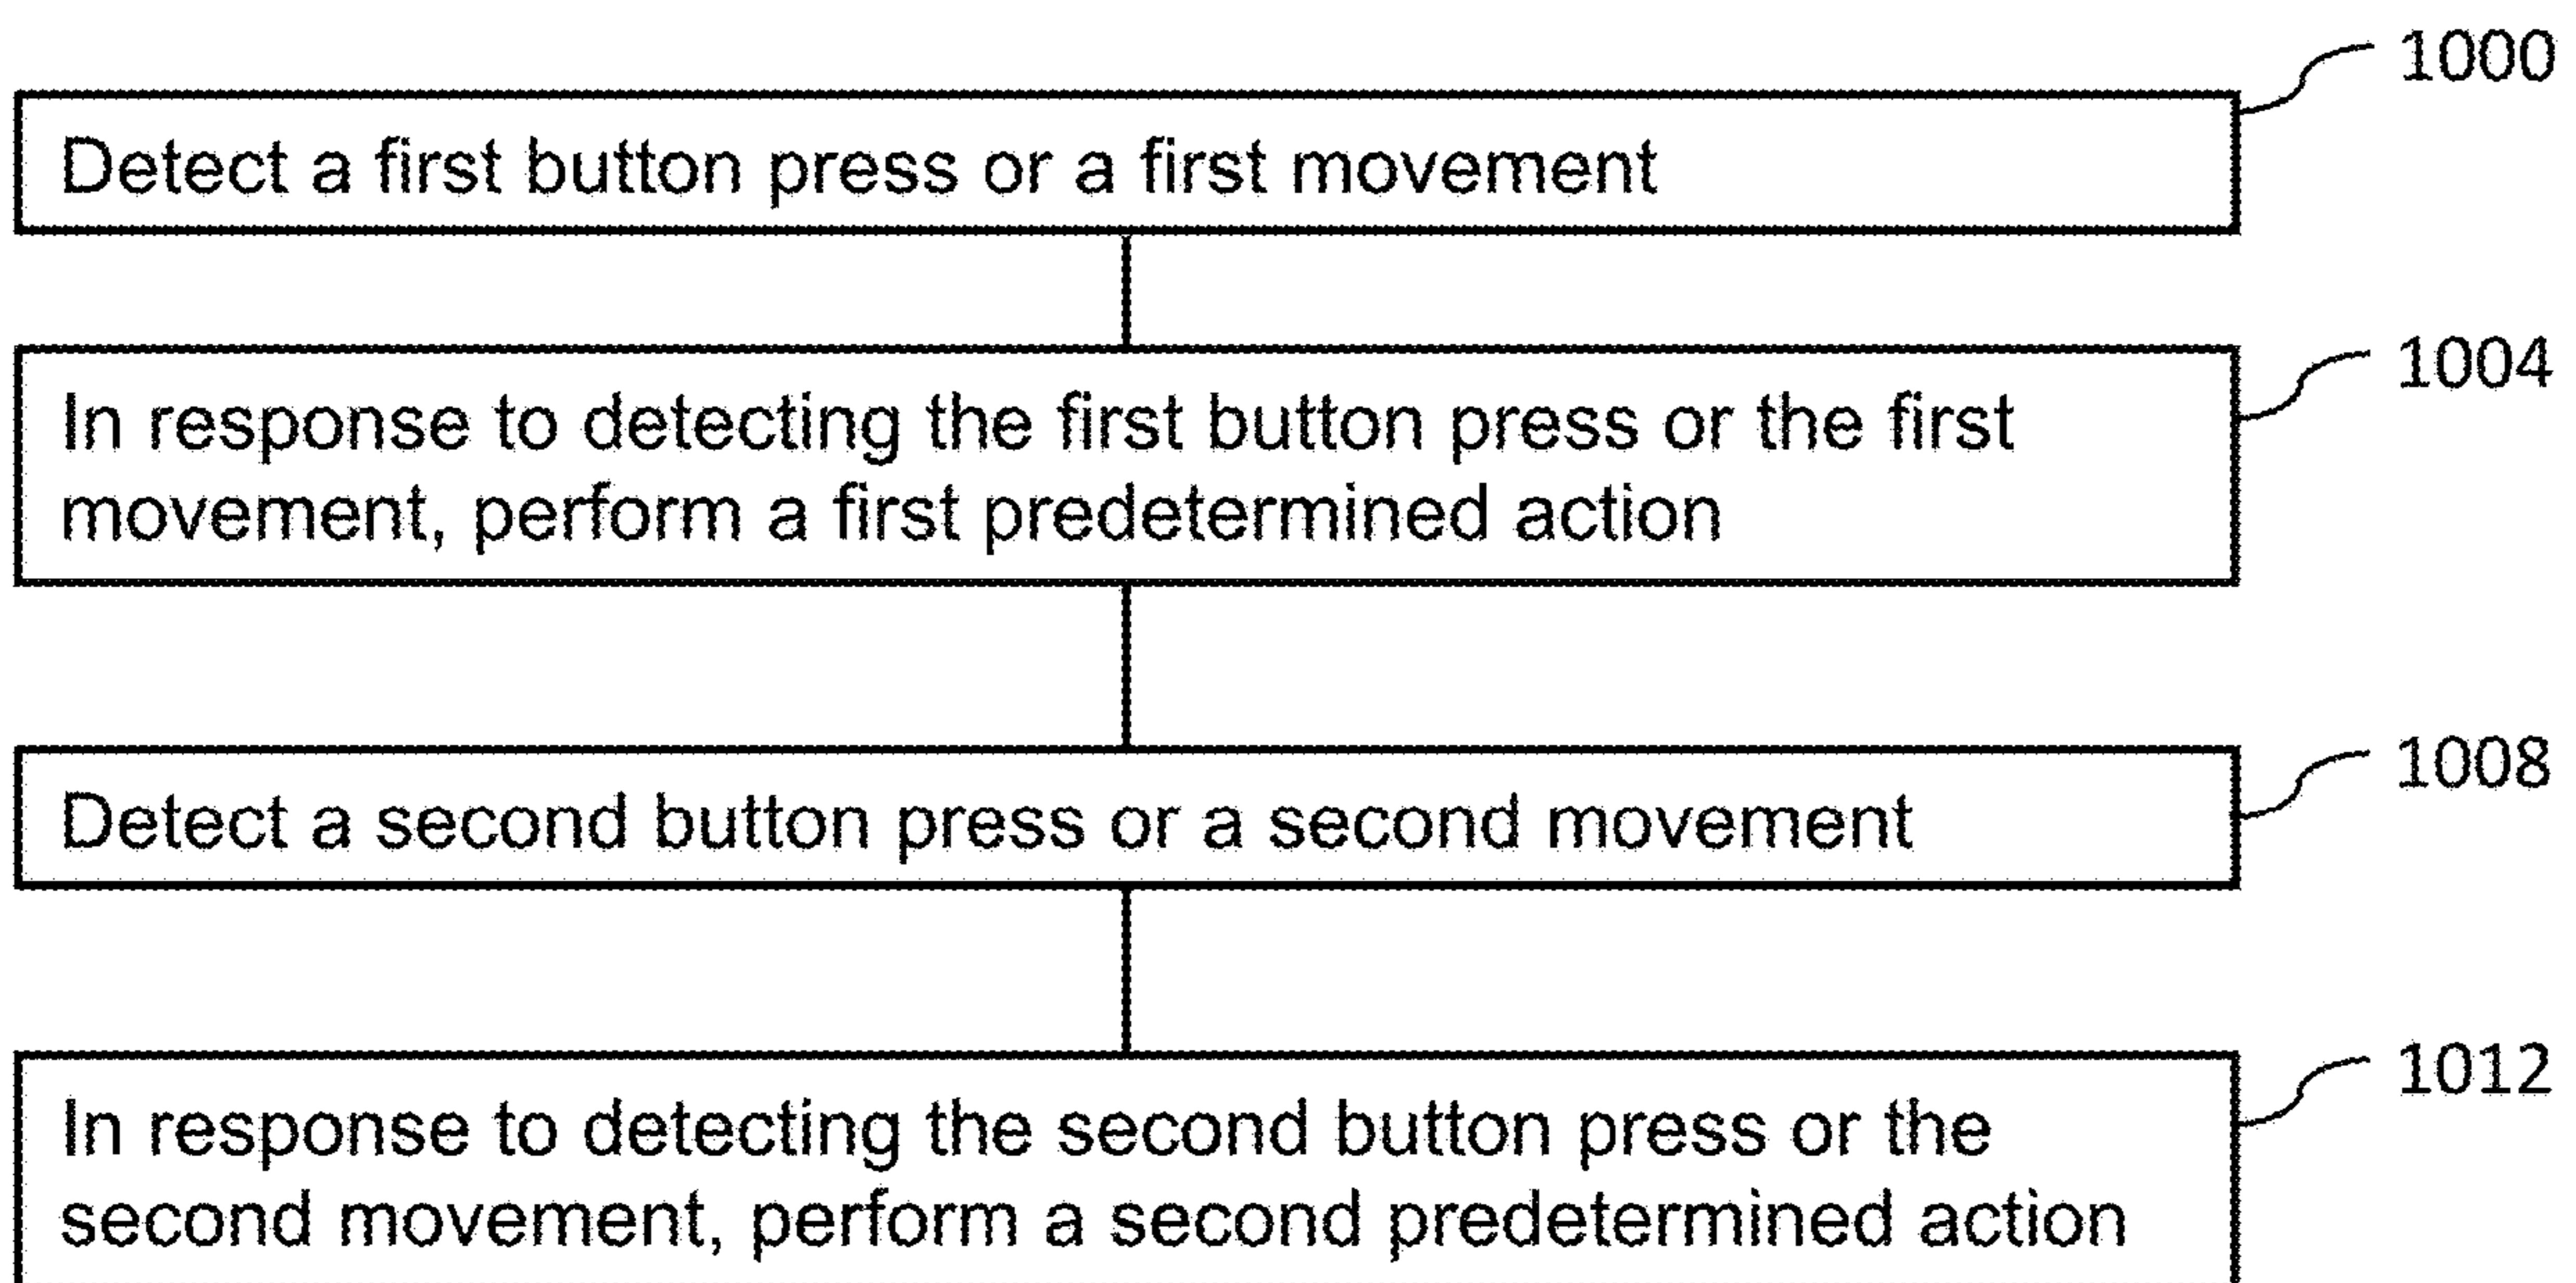 1000
Detect a first button press or a first movement
1004
In response to detecting the first button press or the first
movement, perform a first predetermined action
1008
Detect a second button press or a second movement
1012
In response to detecting the second button press or the
second movement, perform a second predetermined action